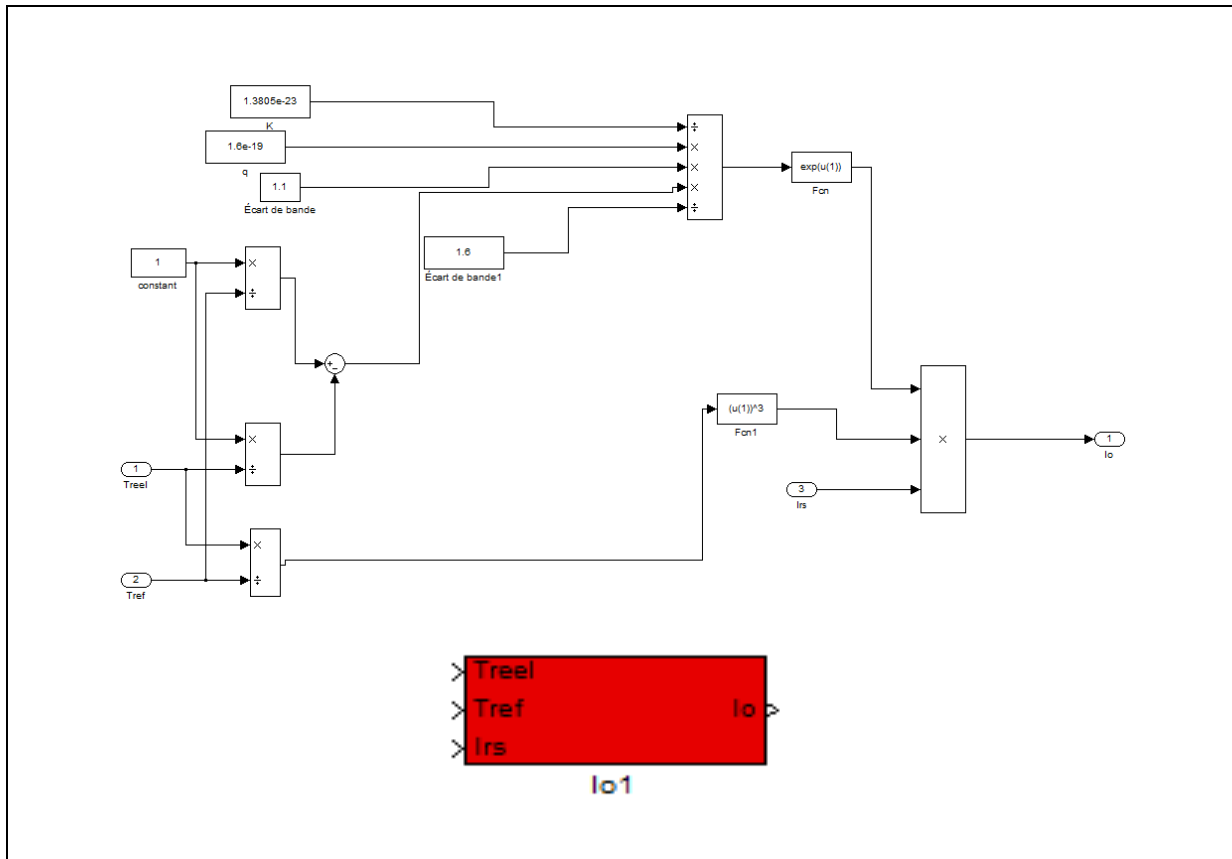 1.3805e-23
K
÷
1.6e-19
×
q
×
exp(u(1))
Fcn
1.1
×
Écart de bande
÷
1.6
Écart de bande1
1
×
constant
÷
+
−
×
(u(1))^3
Fcn1
×
1
Io
1
÷
Treel
3
Irs
×
2
÷
Tref
Treel
Tref
Io
Irs
Io1